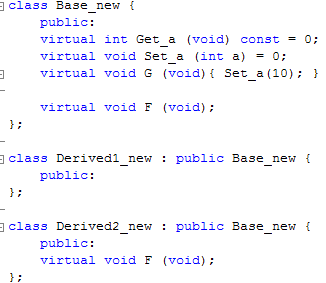 class Base_new {
public:
virtual int Get_a (void) const = 0;
virtual void Set_a (int a) = 0;
virtual void G (void){ Set_a(10); }
virtual void F (void);
};
class Derived1_new : public Base_new {
public:
};
class Derived2_new : public Base_new {
public:
virtual void F (void);
};